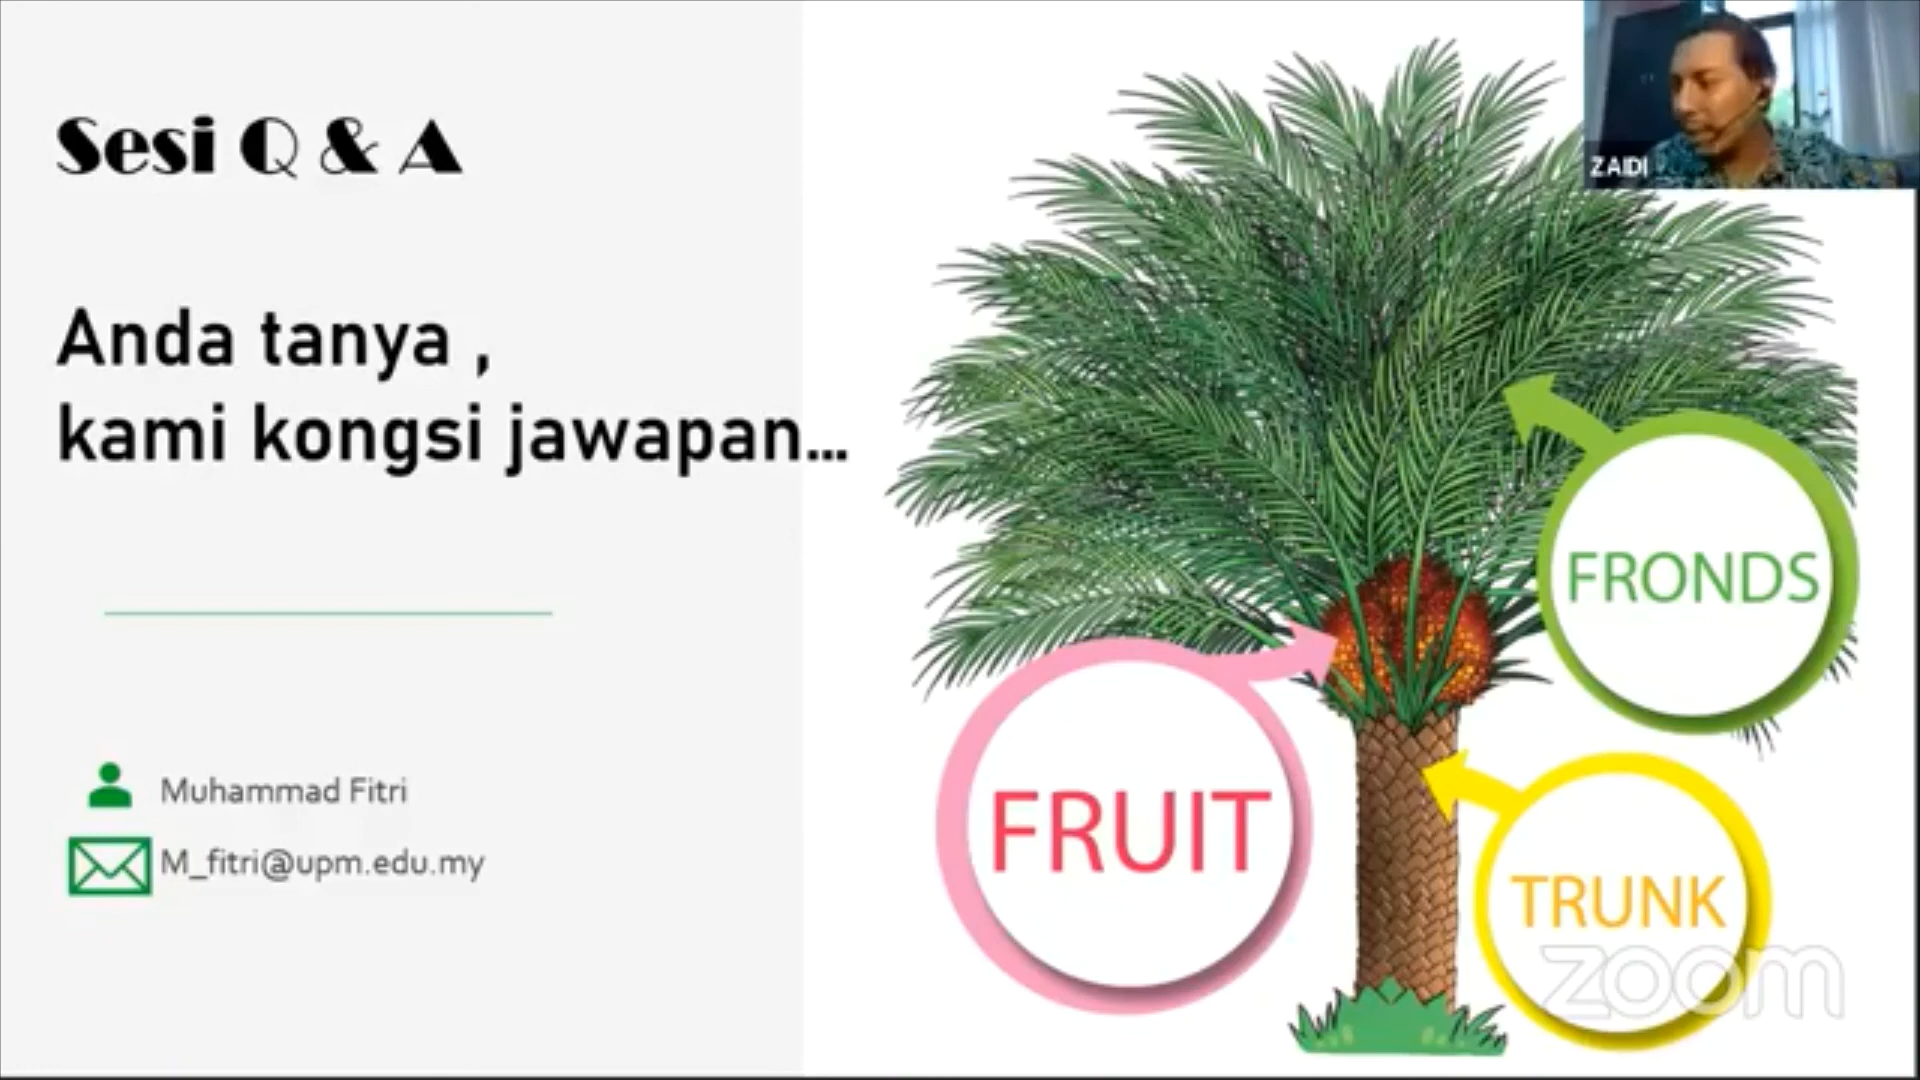 Sesi Q & A
Anda tanya ,
kami kongsi jawapan...
Muhammad Fitri
M_fitri@upm.edu.my
ZAIDI
FRONDS
FRUIT
TRUNK
zoom